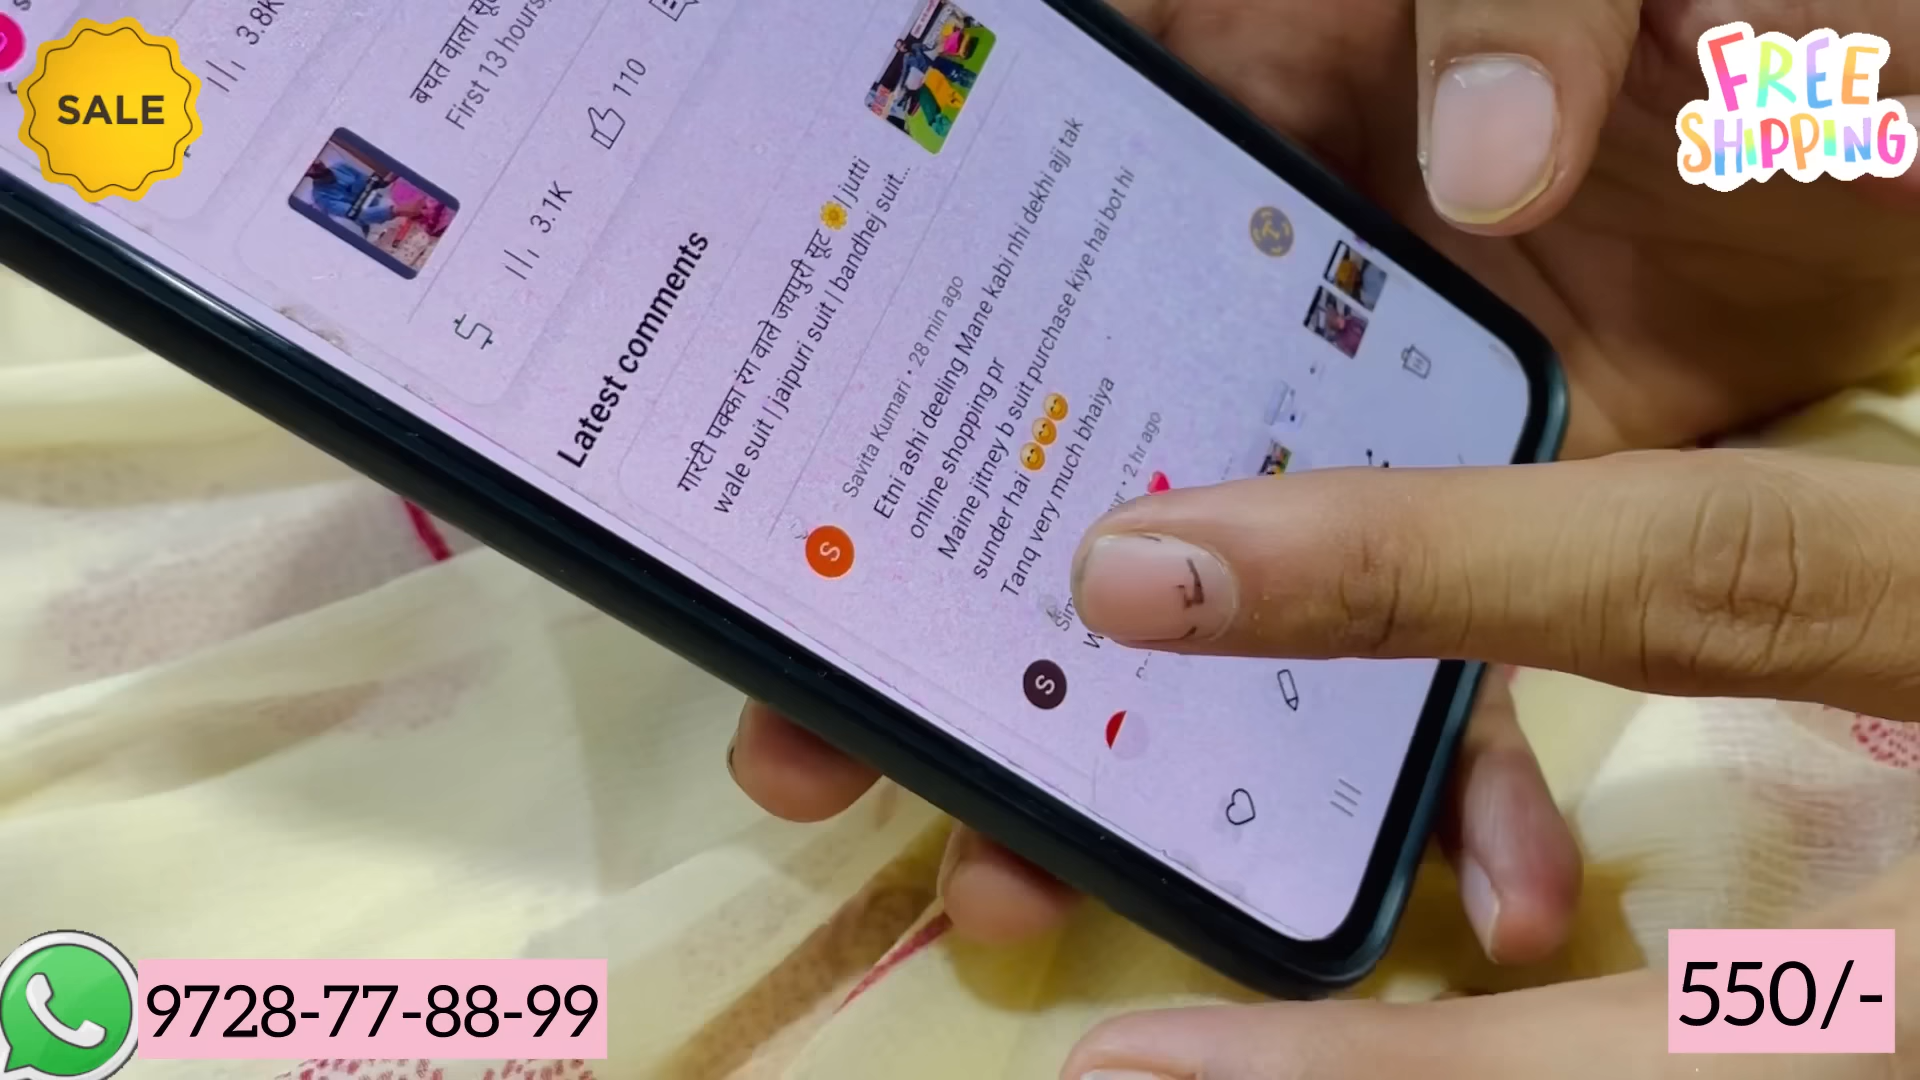 SALE
FREE
SHIPPING
3.8K
बचत वाला
First 13 hours
110
3.1K
Latest comments
गारंटी पक्का रंग वाले जयपुरी सूट🌼। jutti
wale suit । jaipuri suit । bandhej suit...
Savita Kumari • 28 min ago
S
Etni ashi deeling Mane kabi nhi dekhi ajj tak
online shopping pr
Maine jitney b suit purchase kiye hai bot hi
sunder hai 😊😊😊
Tanq very much bhaiya
2 hr ago
S
9728-77-88-99
550/-